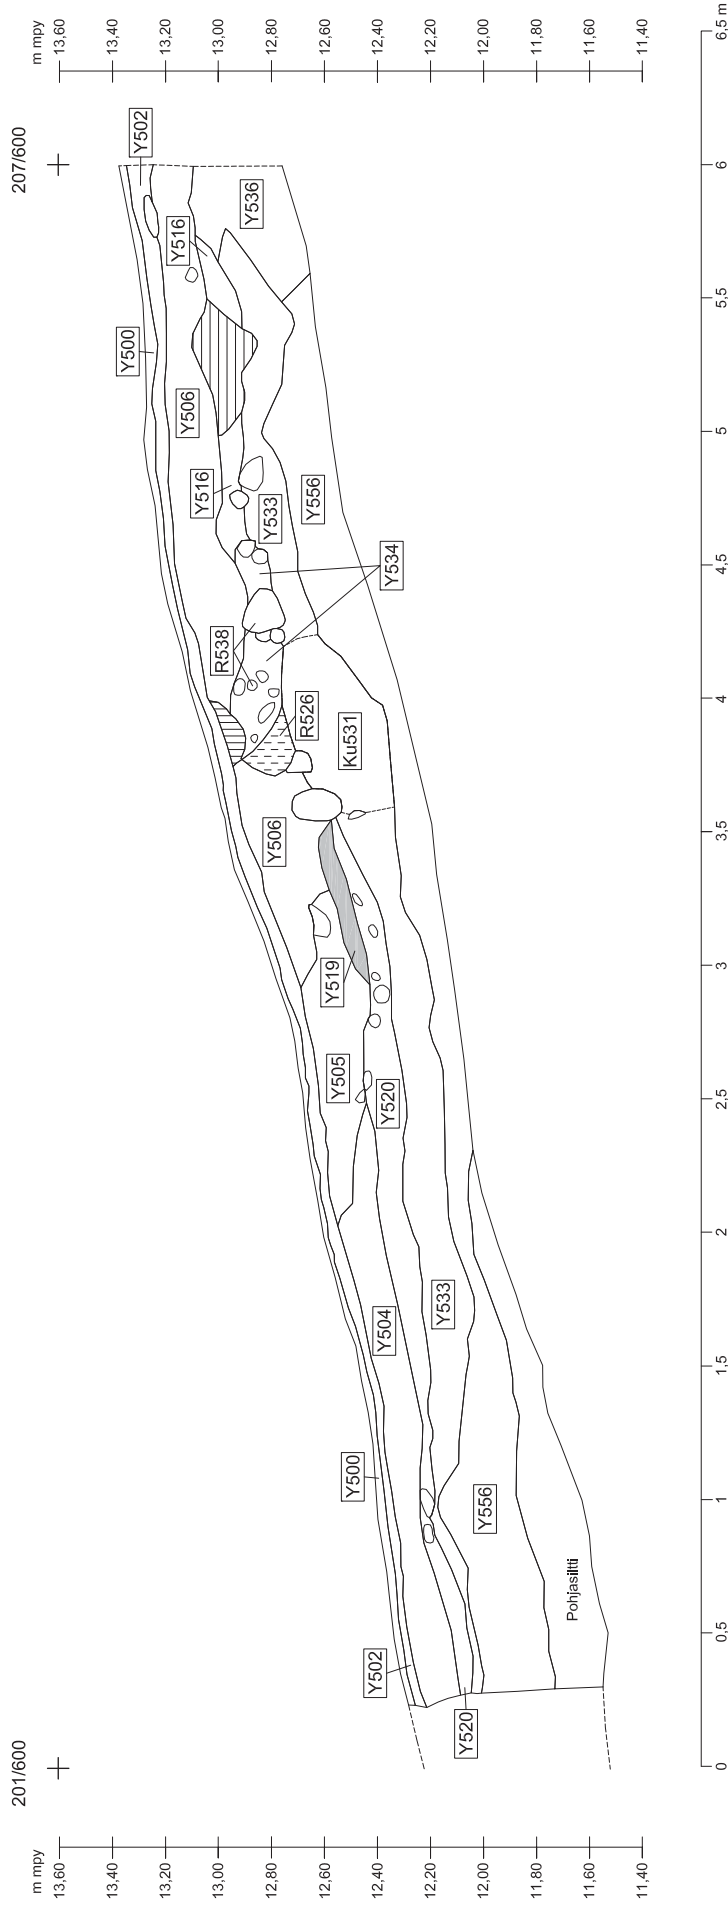 201/600
207/600
m mpy
13,60
13,40
13,20
13,00
12,80
12,60
12,40
12,20
12,00
11,80
11,60
11,40
m mpy
13,60
13,40
13,20
13,00
12,80
12,60
12,40
12,20
12,00
11,80
11,60
11,40
Y502
Y520
Y500
Y504
Y533
Y556
Pohjasiltti
Y505
Y520
Y519
Y506
Ku531
R526
R538
Y534
Y516
Y533
Y556
Y506
Y500
Y516
Y536
Y502
0
0,5
1
1,5
2
2,5
3
3,5
4
4,5
5
5,5
6
6,5 m